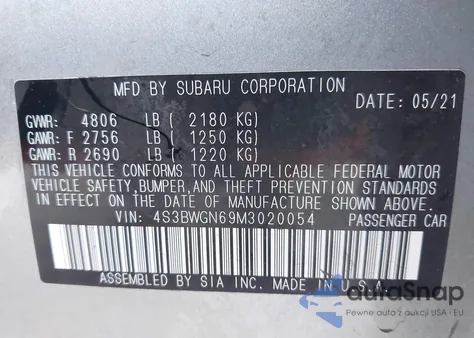 MFD BY SUBARU CORPORATION
DATE: 05/21
GVWR: 4806 LB ( 2180 KG)
GAWR: F 2756 LB ( 1250 KG)
GAWR: R 2690 LB ( 1220 KG)
THIS VEHICLE CONFORMS TO ALL APPLICABLE FEDERAL MOTOR
VEHICLE SAFETY,BUMPER,AND THEFT PREVENTION STANDARDS
IN EFFECT ON THE DATE OF MANUFACTURE SHOWN ABOVE.
VIN: 4S3BWGN69M3020054 PASSENGER CAR
ASSEMBLED BY SIA INC. MADE IN U.S.A.
autoSnap
Pewne auta z aukcji USA i EU